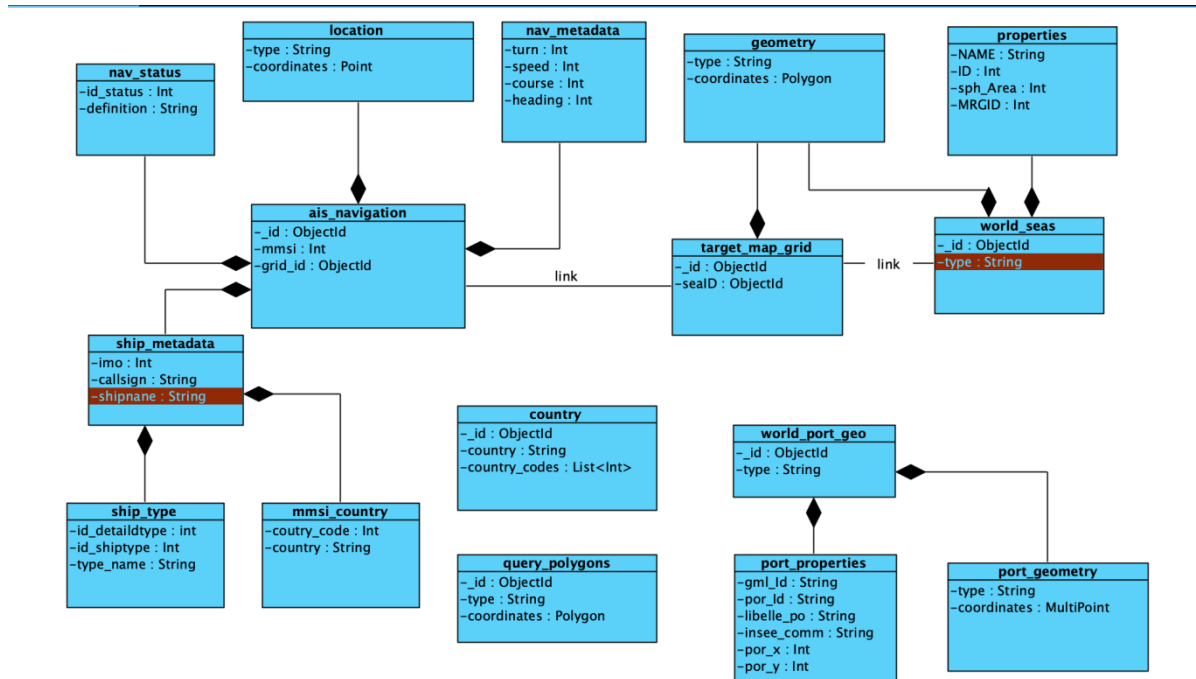 location
-type : String
-coordinates : Point
nav_metadata
-turn : Int
-speed : Int
-course : Int
-heading : Int
geometry
-type : String
-coordinates : Polygon
properties
-NAME : String
-ID : Int
-sph_Area : Int
-MRGID : Int
nav_status
-id_status : Int
-definition : String
ais_navigation
-_id : ObjectId
-mmsi : Int
-grid_id : ObjectId
link
target_map_grid
-_id : ObjectId
-seaID : ObjectId
link
world_seas
-_id : ObjectId
-type : String
ship_metadata
-imo : Int
-callsign : String
-shipnane : String
country
-_id : ObjectId
-country : String
-country_codes : List<Int>
world_port_geo
-_id : ObjectId
-type : String
ship_type
-id_detaildtype : int
-id_shiptype : Int
-type_name : String
mmsi_country
-coutry_code : Int
-country : String
query_polygons
-_id : ObjectId
-type : String
-coordinates : Polygon
port_properties
-gml_Id : String
-por_Id : String
-libelle_po : String
-insee_comm : String
-por_x : Int
-por_y : Int
port_geometry
-type : String
-coordinates : MultiPoint